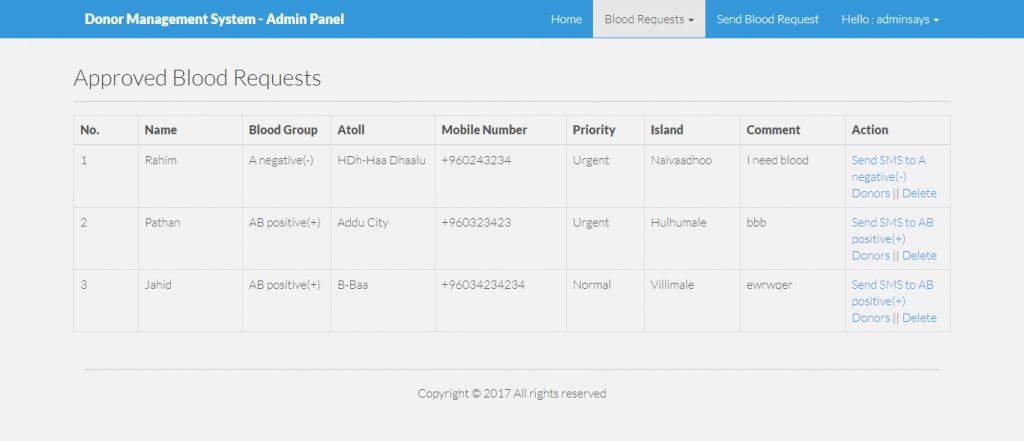 Donor Management System - Admin Panel Home Blood Requests Send Blood Request Hello : adminsays
Approved Blood Requests
No. Name Blood Group Atoll Mobile Number Priority Island Comment Action
1 Rahim A negative(-) HDh-Haa Dhaalu +960243234 Urgent Naivaadhoo I need blood Send SMS to A
negative(-)
Donors || Delete
2 Pathan AB positive(+) Addu City +960323423 Urgent Hulhumale bbb Send SMS to AB
positive(+)
Donors || Delete
3 Jahid AB positive(+) B-Baa +96034234234 Normal Villimale ewrwqer Send SMS to AB
positive(+)
Donors || Delete
Copyright © 2017 All rights reserved